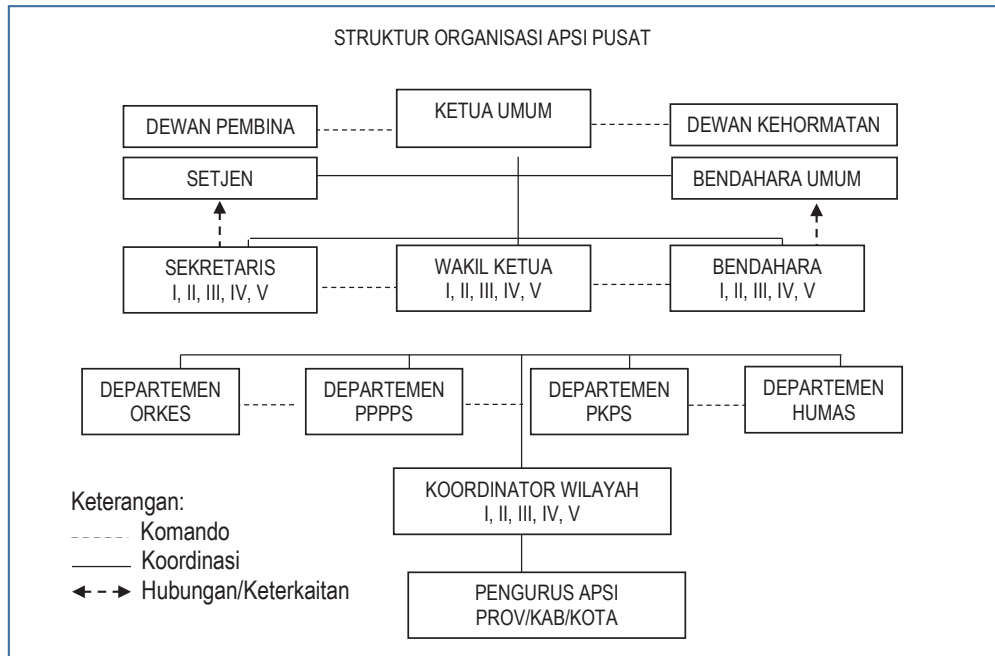 STRUKTUR ORGANISASI APSI PUSAT
KETUA UMUM
DEWAN PEMBINA
DEWAN KEHORMATAN
SETJEN
BENDAHARA UMUM
SEKRETARIS
I, II, III, IV, V
WAKIL KETUA
I, II, III, IV, V
BENDAHARA
I, II, III, IV, V
DEPARTEMEN
ORKES
DEPARTEMEN
PPPPS
DEPARTEMEN
PKPS
DEPARTEMEN
HUMAS
KOORDINATOR WILAYAH
I, II, III, IV, V
Keterangan:
Komando
Koordinasi
Hubungan/Keterkaitan
PENGURUS APSI
PROV/KAB/KOTA